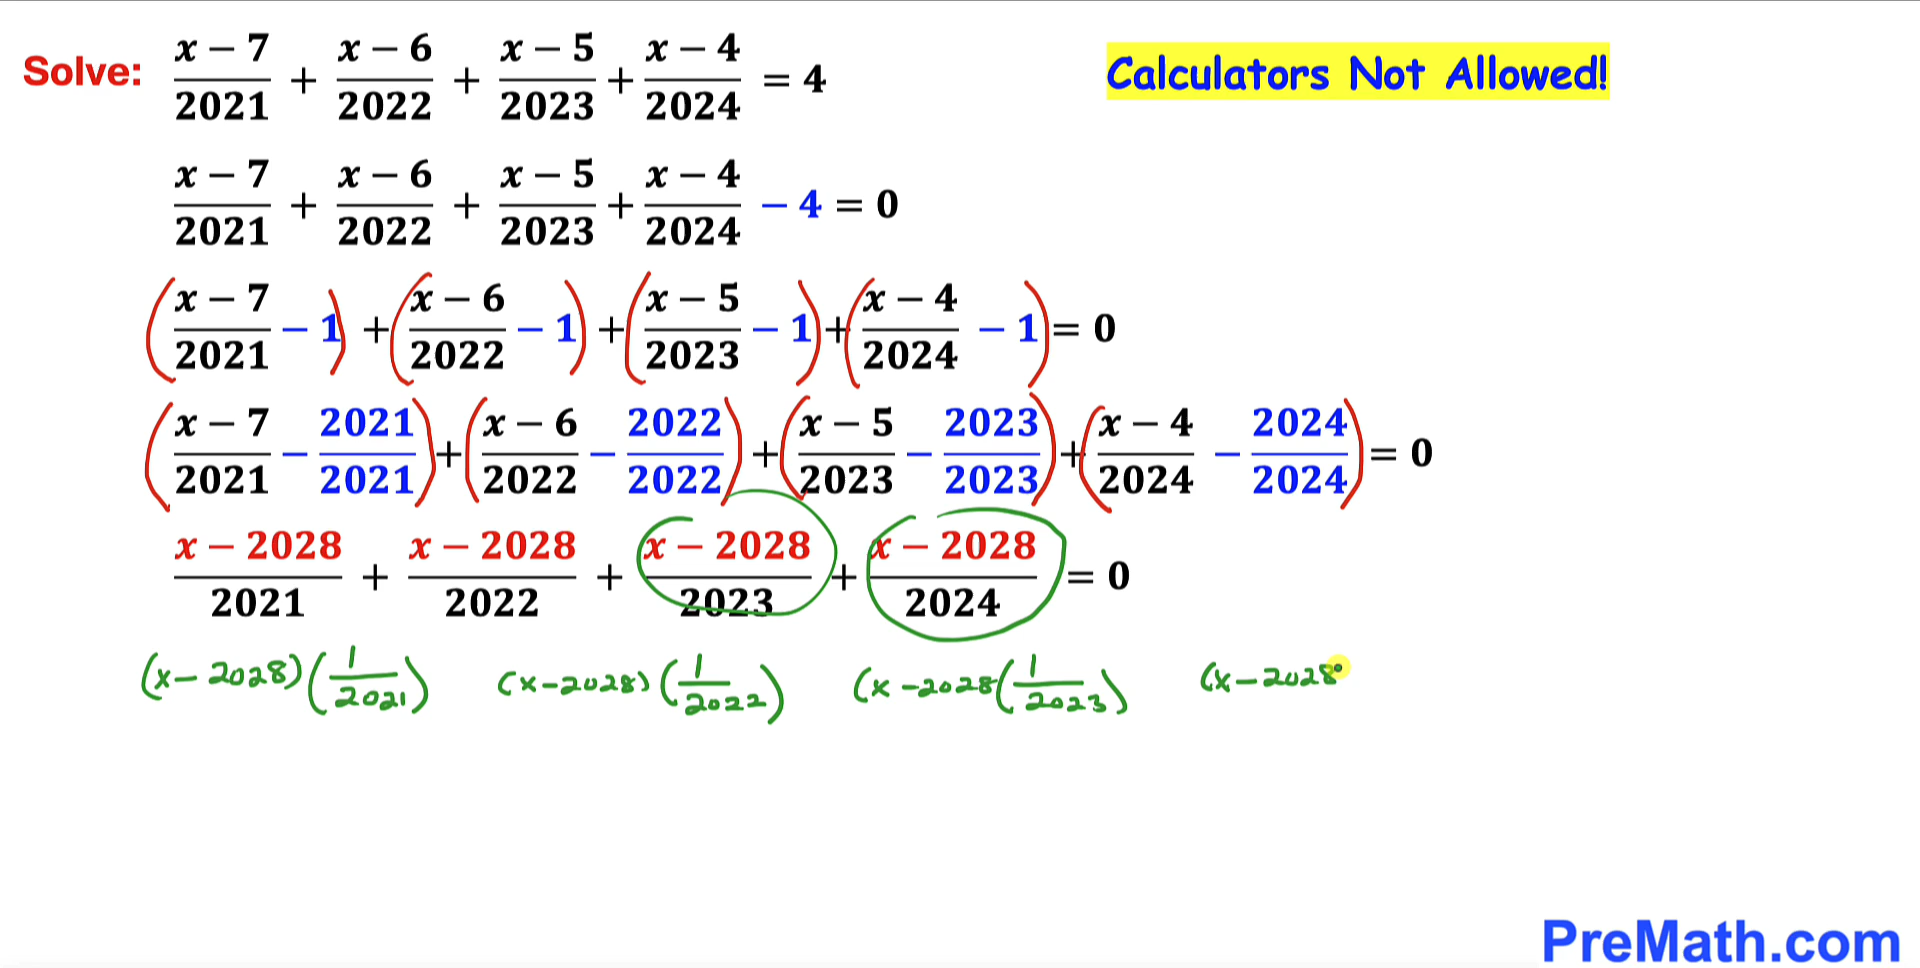 Solve: x − 7/2021 + x − 6/2022 + x − 5/2023 + x − 4/2024 = 4
Calculators Not Allowed!
x − 7/2021 + x − 6/2022 + x − 5/2023 + x − 4/2024 − 4 = 0
(x − 7/2021 − 1) + (x − 6/2022 − 1) + (x − 5/2023 − 1) + (x − 4/2024 − 1) = 0
(x − 7/2021 − 2021/2021) + (x − 6/2022 − 2022/2022) + (x − 5/2023 − 2023/2023) + (x − 4/2024 − 2024/2024) = 0
x − 2028/2021 + x − 2028/2022 + x − 2028/2023 + x − 2028/2024 = 0
(x − 2028)(1/2021) (x − 2028)(1/2022) (x − 2028(1/2023) (x − 2028
PreMath.com